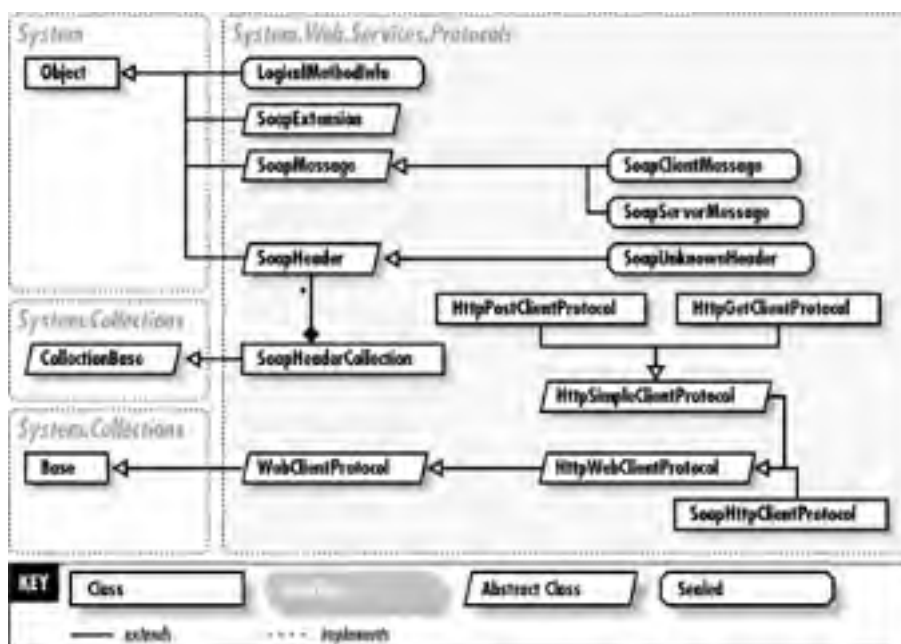 System
System.Web.Services.Protocols
Object
LogicalMethodInfo
SoapExtension
SoapMessage
SoapClientMessage
SoapServerMessage
SoapHeader
SoapUnknownHeader
*
HttpPostClientProtocol
HttpGetClientProtocol
System.Collections
CollectionBase
SoapHeaderCollection
HttpSimpleClientProtocol
System.Collections
Base
WebClientProtocol
HttpWebClientProtocol
SoapHttpClientProtocol
KEY
Class
Abstract Class
Sealed
extends
implements